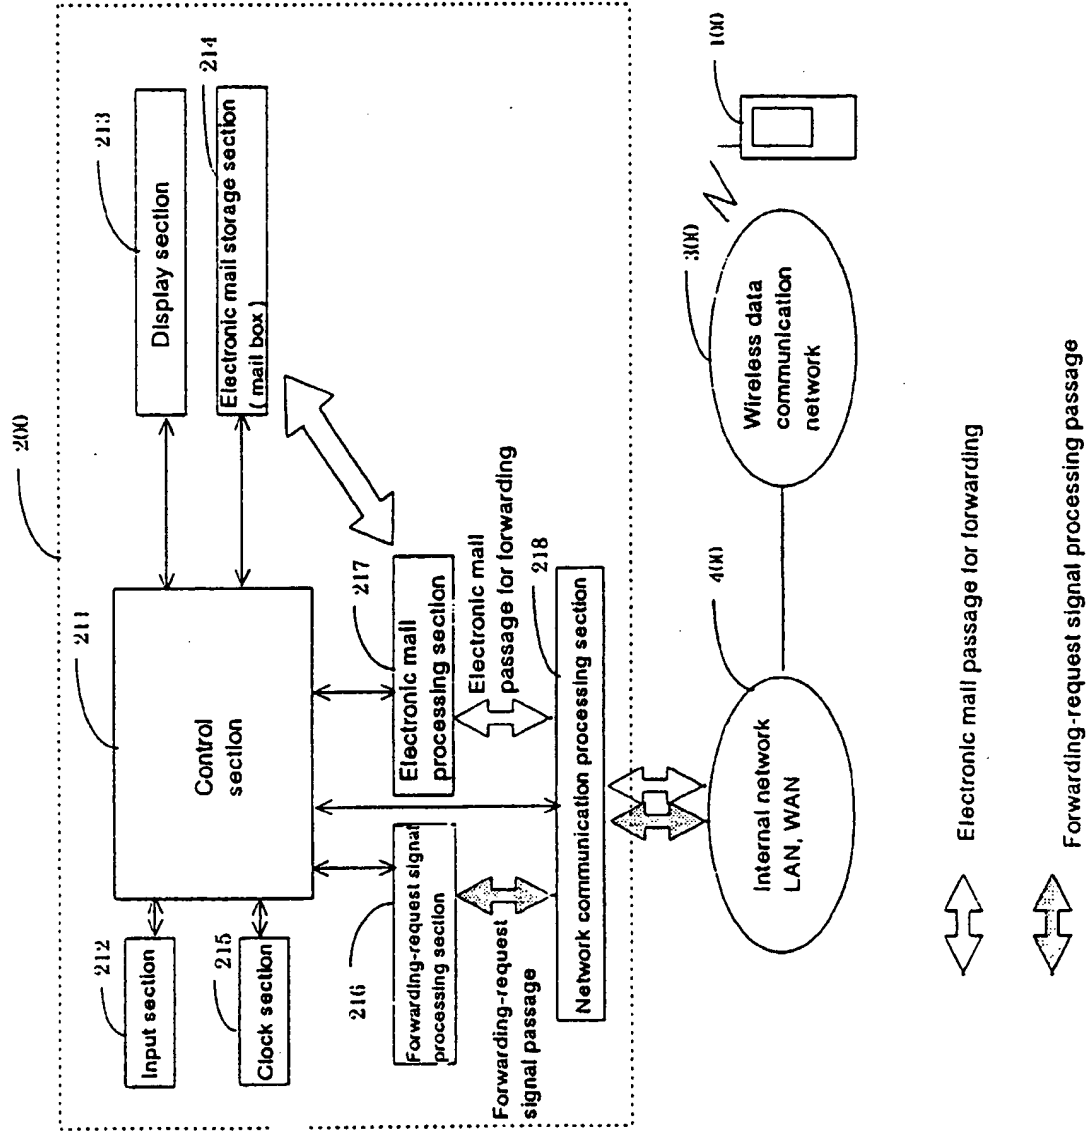 200
211
Control
section
212
Input section
215
Clock section
213
Display section
214
Electronic mail storage section
( mail box )
216
Forwarding-request signal
processing section
217
Electronic mail
processing section
Forwarding-request
signal passage
Electronic mail
passage for forwarding
218
Network communication processing section
400
Internal network
LAN, WAN
300
Wireless data
communication
network
100
Electronic mail passage for forwarding
Forwarding-request signal processing passage